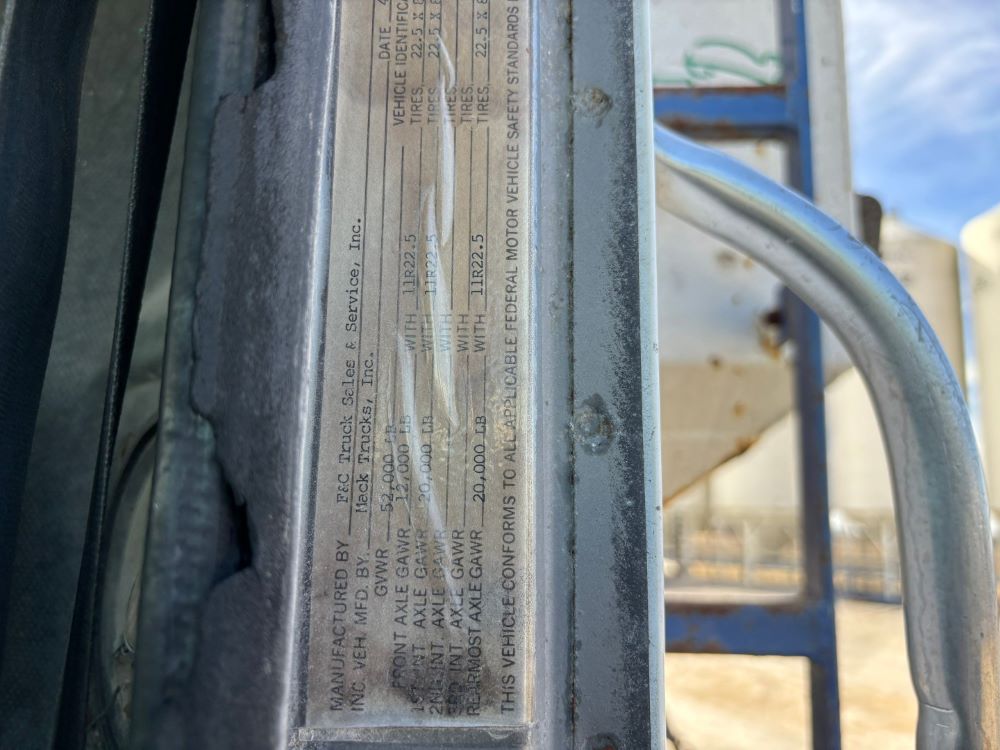 MANUFACTURED BY F&C Truck Sales & Service, Inc.
INC. VEH. MFD. BY Mack Trucks, Inc. DATE
GVWR 52,000 LB VEHICLE IDENTIFICA
FRONT AXLE GAWR 12,000 LB WITH 11R22.5 TIRES, 22.5 X
1ST INT. AXLE GAWR 20,000 LB WITH 11R22.5 TIRES, 22.5 X
2ND INT. AXLE GAWR WITH TIRES,
3RD INT. AXLE GAWR WITH TIRES,
REARMOST AXLE GAWR 20,000 LB WITH 11R22.5 TIRES, 22.5 X
THIS VEHICLE CONFORMS TO ALL APPLICABLE FEDERAL MOTOR VEHICLE SAFETY STANDARDS